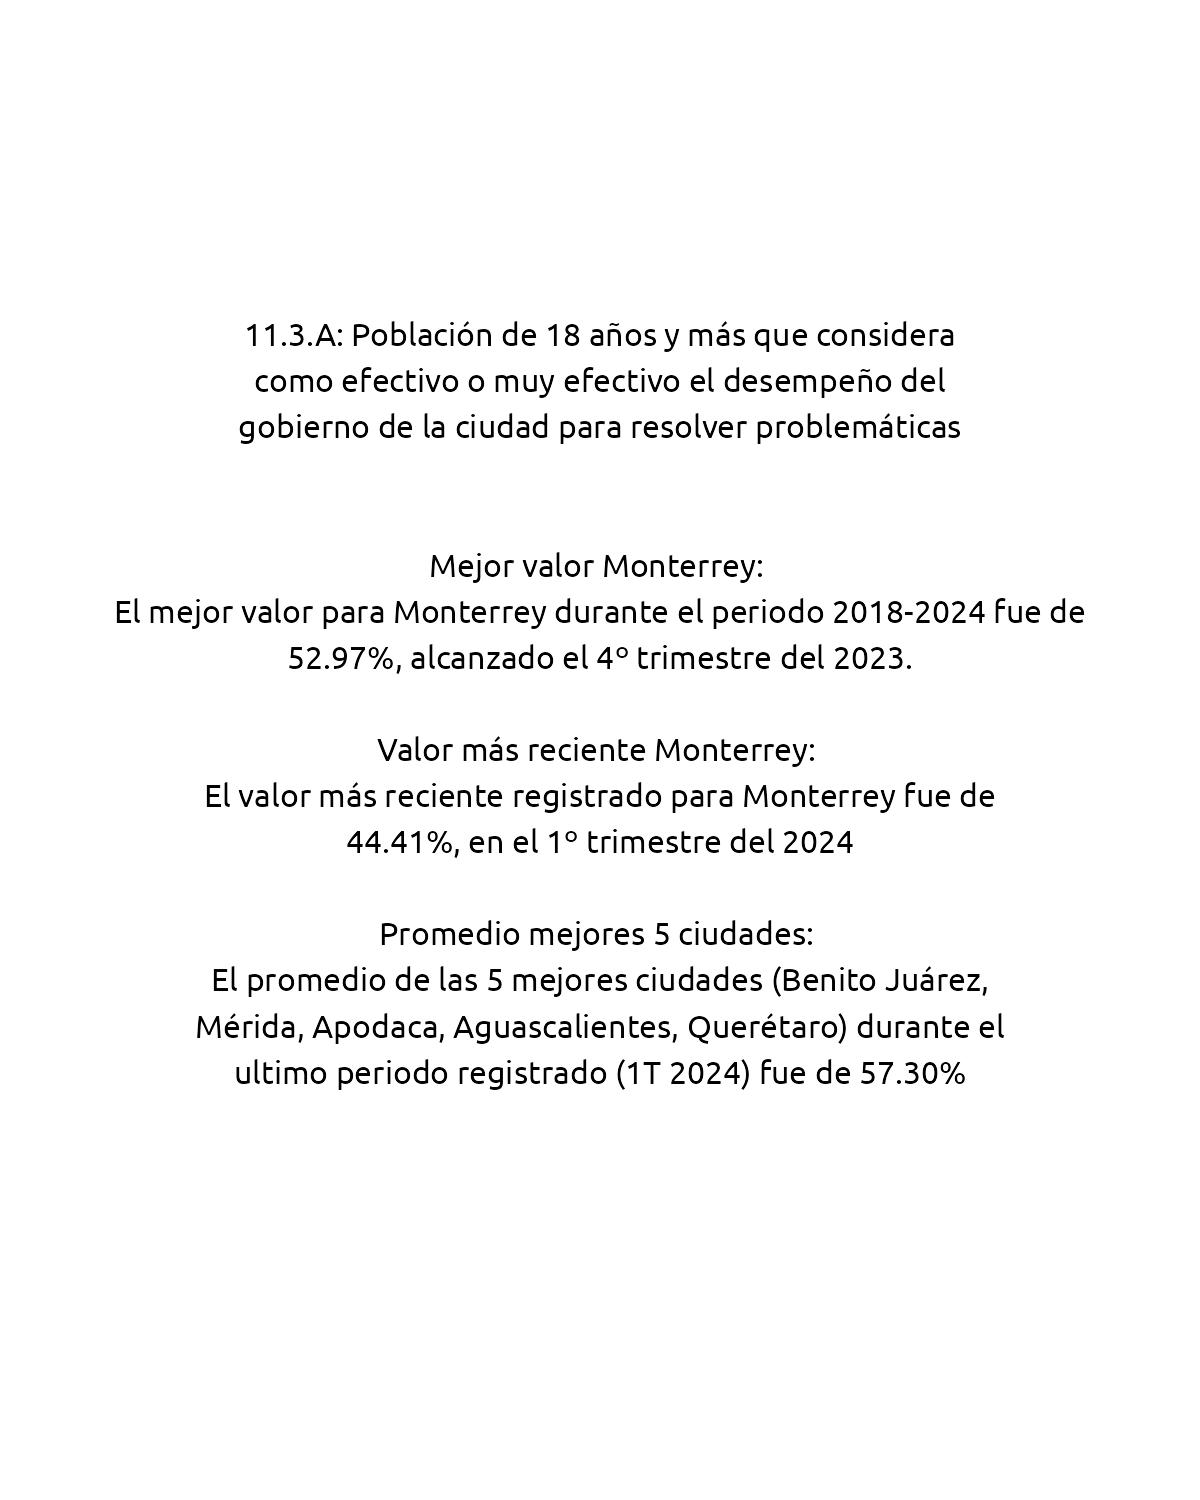 11.3.A: Población de 18 años y más que considera
como efectivo o muy efectivo el desempeño del
gobierno de la ciudad para resolver problemáticas
Mejor valor Monterrey:
El mejor valor para Monterrey durante el periodo 2018-2024 fue de
52.97%, alcanzado el 4º trimestre del 2023.
Valor más reciente Monterrey:
El valor más reciente registrado para Monterrey fue de
44.41%, en el 1º trimestre del 2024
Promedio mejores 5 ciudades:
El promedio de las 5 mejores ciudades (Benito Juárez,
Mérida, Apodaca, Aguascalientes, Querétaro) durante el
ultimo periodo registrado (1T 2024) fue de 57.30%